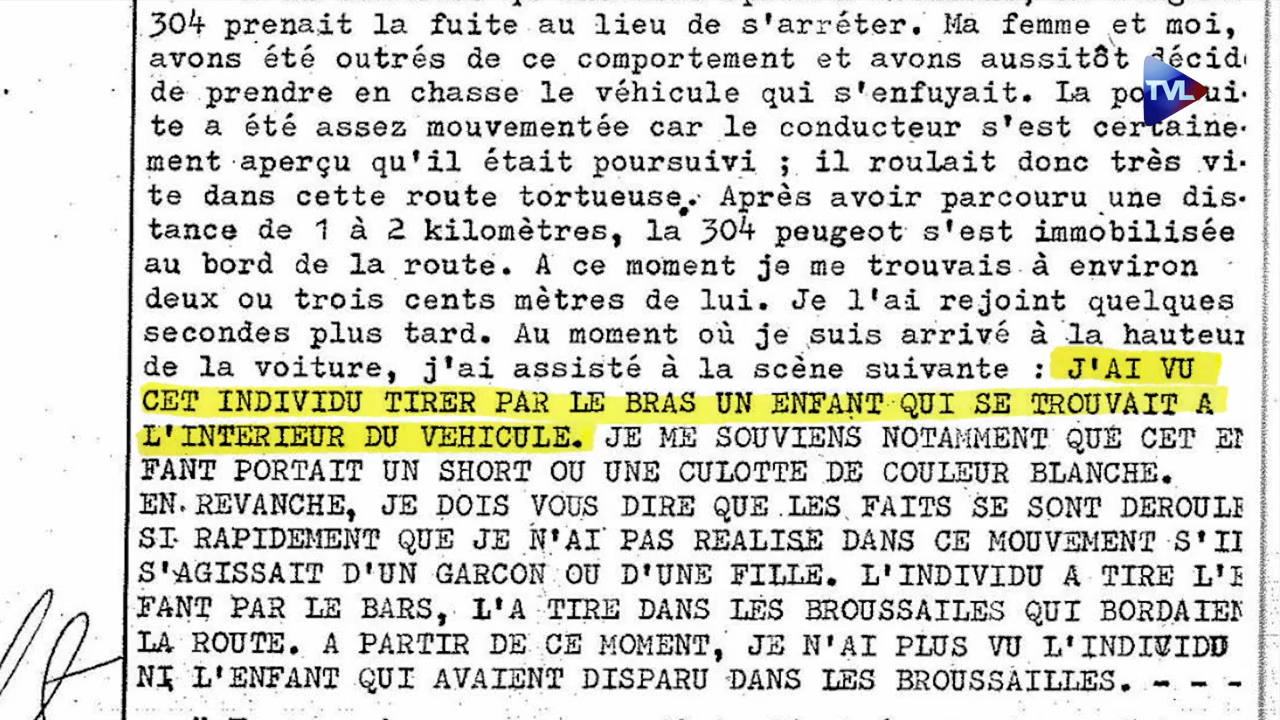 304 prenait la fuite au lieu de s'arréter. Ma femme et moi,
avons été outrés de ce comportement et avons aussitôt décid
de prendre en chasse le véhicule qui s'enfuyait. La po ui-
TVL
te a été assez mouvementée car le conducteur s'est certaine-
ment aperçu qu'il était poursuivi ; il roulait donc très vi-
te dans cette route tortueuse. Après avoir parcouru une dis-
tance de 1 à 2 kilomètres, la 304 peugeot s'est immobilisée
au bord de la route. A ce moment je me trouvais à environ
deux ou trois cents mètres de lui. Je l'ai rejoint quelques
secondes plus tard. Au moment où je suis arrivé à la hauteur
de la voiture, j'ai assisté à la scène suivante : J'AI VU
CET INDIVIDU TIRER PAR LE BRAS UN ENFANT QUI SE TROUVAIT A
L'INTERIEUR DU VEHICULE. JE ME SOUVIENS NOTAMMENT QUE CET EN
FANT PORTAIT UN SHORT OU UNE CULOTTE DE COULEUR BLANCHE.
EN REVANCHE, JE DOIS VOUS DIRE QUE LES FAITS SE SONT DEROULE
SI RAPIDEMENT QUE JE N'AI PAS REALISE DANS CE MOUVEMENT S'IL
S'AGISSAIT D'UN GARCON OU D'UNE FILLE. L'INDIVIDU A TIRE L'E
FANT PAR LE BARS, L'A TIRE DANS LES BROUSSAILES QUI BORDAIEN
LA ROUTE. A PARTIR DE CE MOMENT, JE N'AI PLUS VU L'INDIVIDU
NI L'ENFANT QUI AVAIENT DISPARU DANS LES BROUSSAILLES. - - -